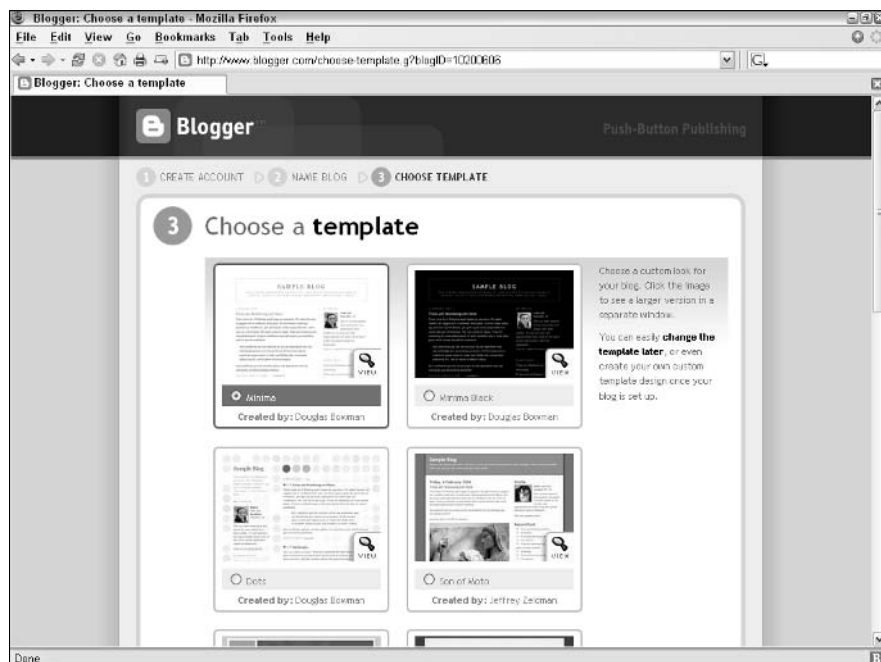 Blogger: Choose a template - Mozilla Firefox
File Edit View Go Bookmarks Tab Tools Help
http://www.blogger.com/choose-template.g?blogID=10200606
G
Blogger: Choose a template
Blogger
Push-Button Publishing
1 CREATE ACCOUNT 2 NAME BLOG 3 CHOOSE TEMPLATE
3 Choose a template
SAMPLE BLOG
VIEW
Minima
Created by: Douglas Bowman
SAMPLE BLOG
VIEW
Minima Black
Created by: Douglas Bowman
Choose a custom look for
your blog. Click the image
to see a larger version in a
separate window.
You can easily change the
template later, or even
create your own custom
template design once your
blog is set up.
Sample Blog
VIEW
Dots
Created by: Douglas Bowman
Sample Blog
VIEW
Son of Moto
Created by: Jeffrey Zeldman
Done